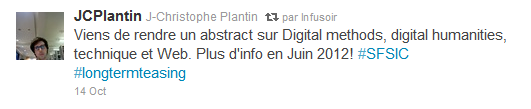 JCPlantin J-Christophe Plantin par Infusoir
Viens de rendre un abstract sur Digital methods, digital humanities,
technique et Web. Plus d'info en Juin 2012! #SFSIC
#longtermteasing
14 Oct